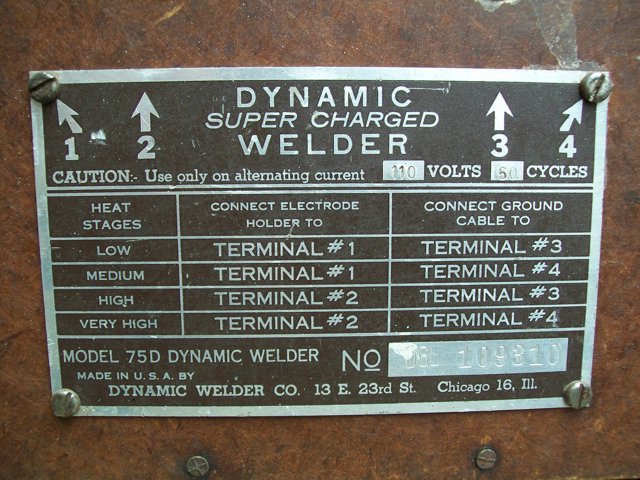 DYNAMIC
SUPER CHARGED
WELDER
1 2 3 4
CAUTION:- Use only on alternating current 110 VOLTS 60 CYCLES
HEAT STAGES CONNECT ELECTRODE HOLDER TO CONNECT GROUND CABLE TO
LOW TERMINAL #1 TERMINAL #3
MEDIUM TERMINAL #1 TERMINAL #4
HIGH TERMINAL #2 TERMINAL #3
VERY HIGH TERMINAL #2 TERMINAL #4
MODEL 75D DYNAMIC WELDER No DGL 109310
MADE IN U.S.A. BY
DYNAMIC WELDER CO. 13 E. 23rd St. Chicago 16, Ill.